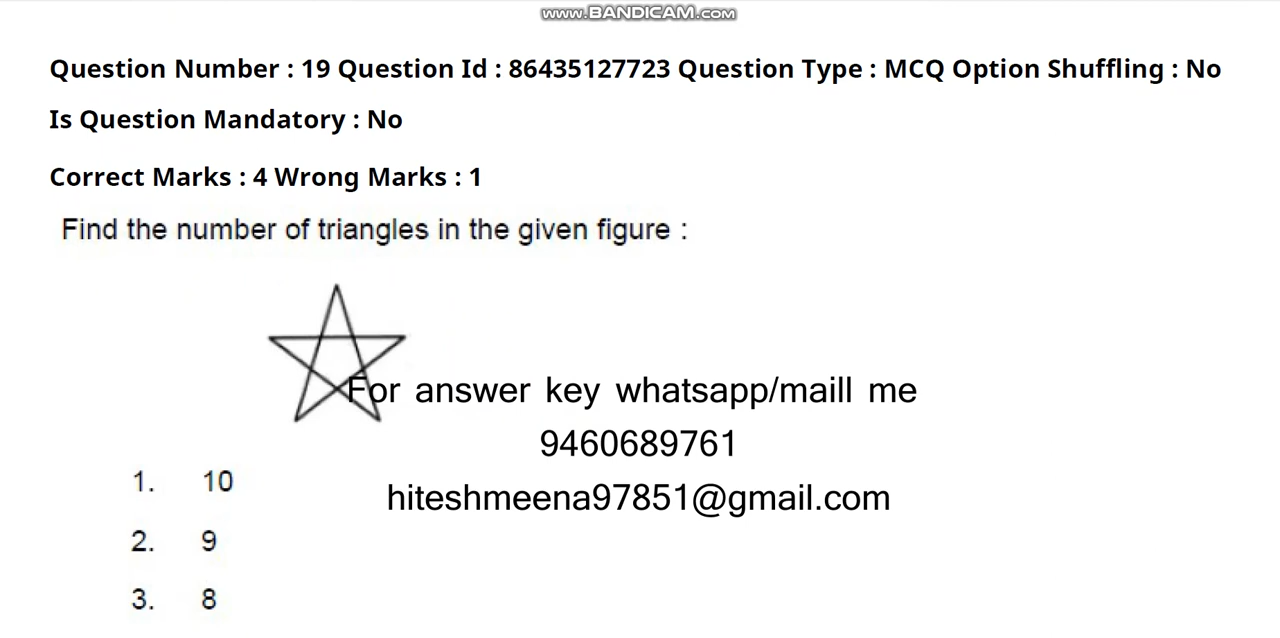 www.BANDICAM.com
Question Number : 19 Question Id : 86435127723 Question Type : MCQ Option Shuffling : No
Is Question Mandatory : No
Correct Marks : 4 Wrong Marks : 1
Find the number of triangles in the given figure :
For answer key whatsapp/maill me
9460689761
1. 10
hiteshmeena97851@gmail.com
2. 9
3. 8